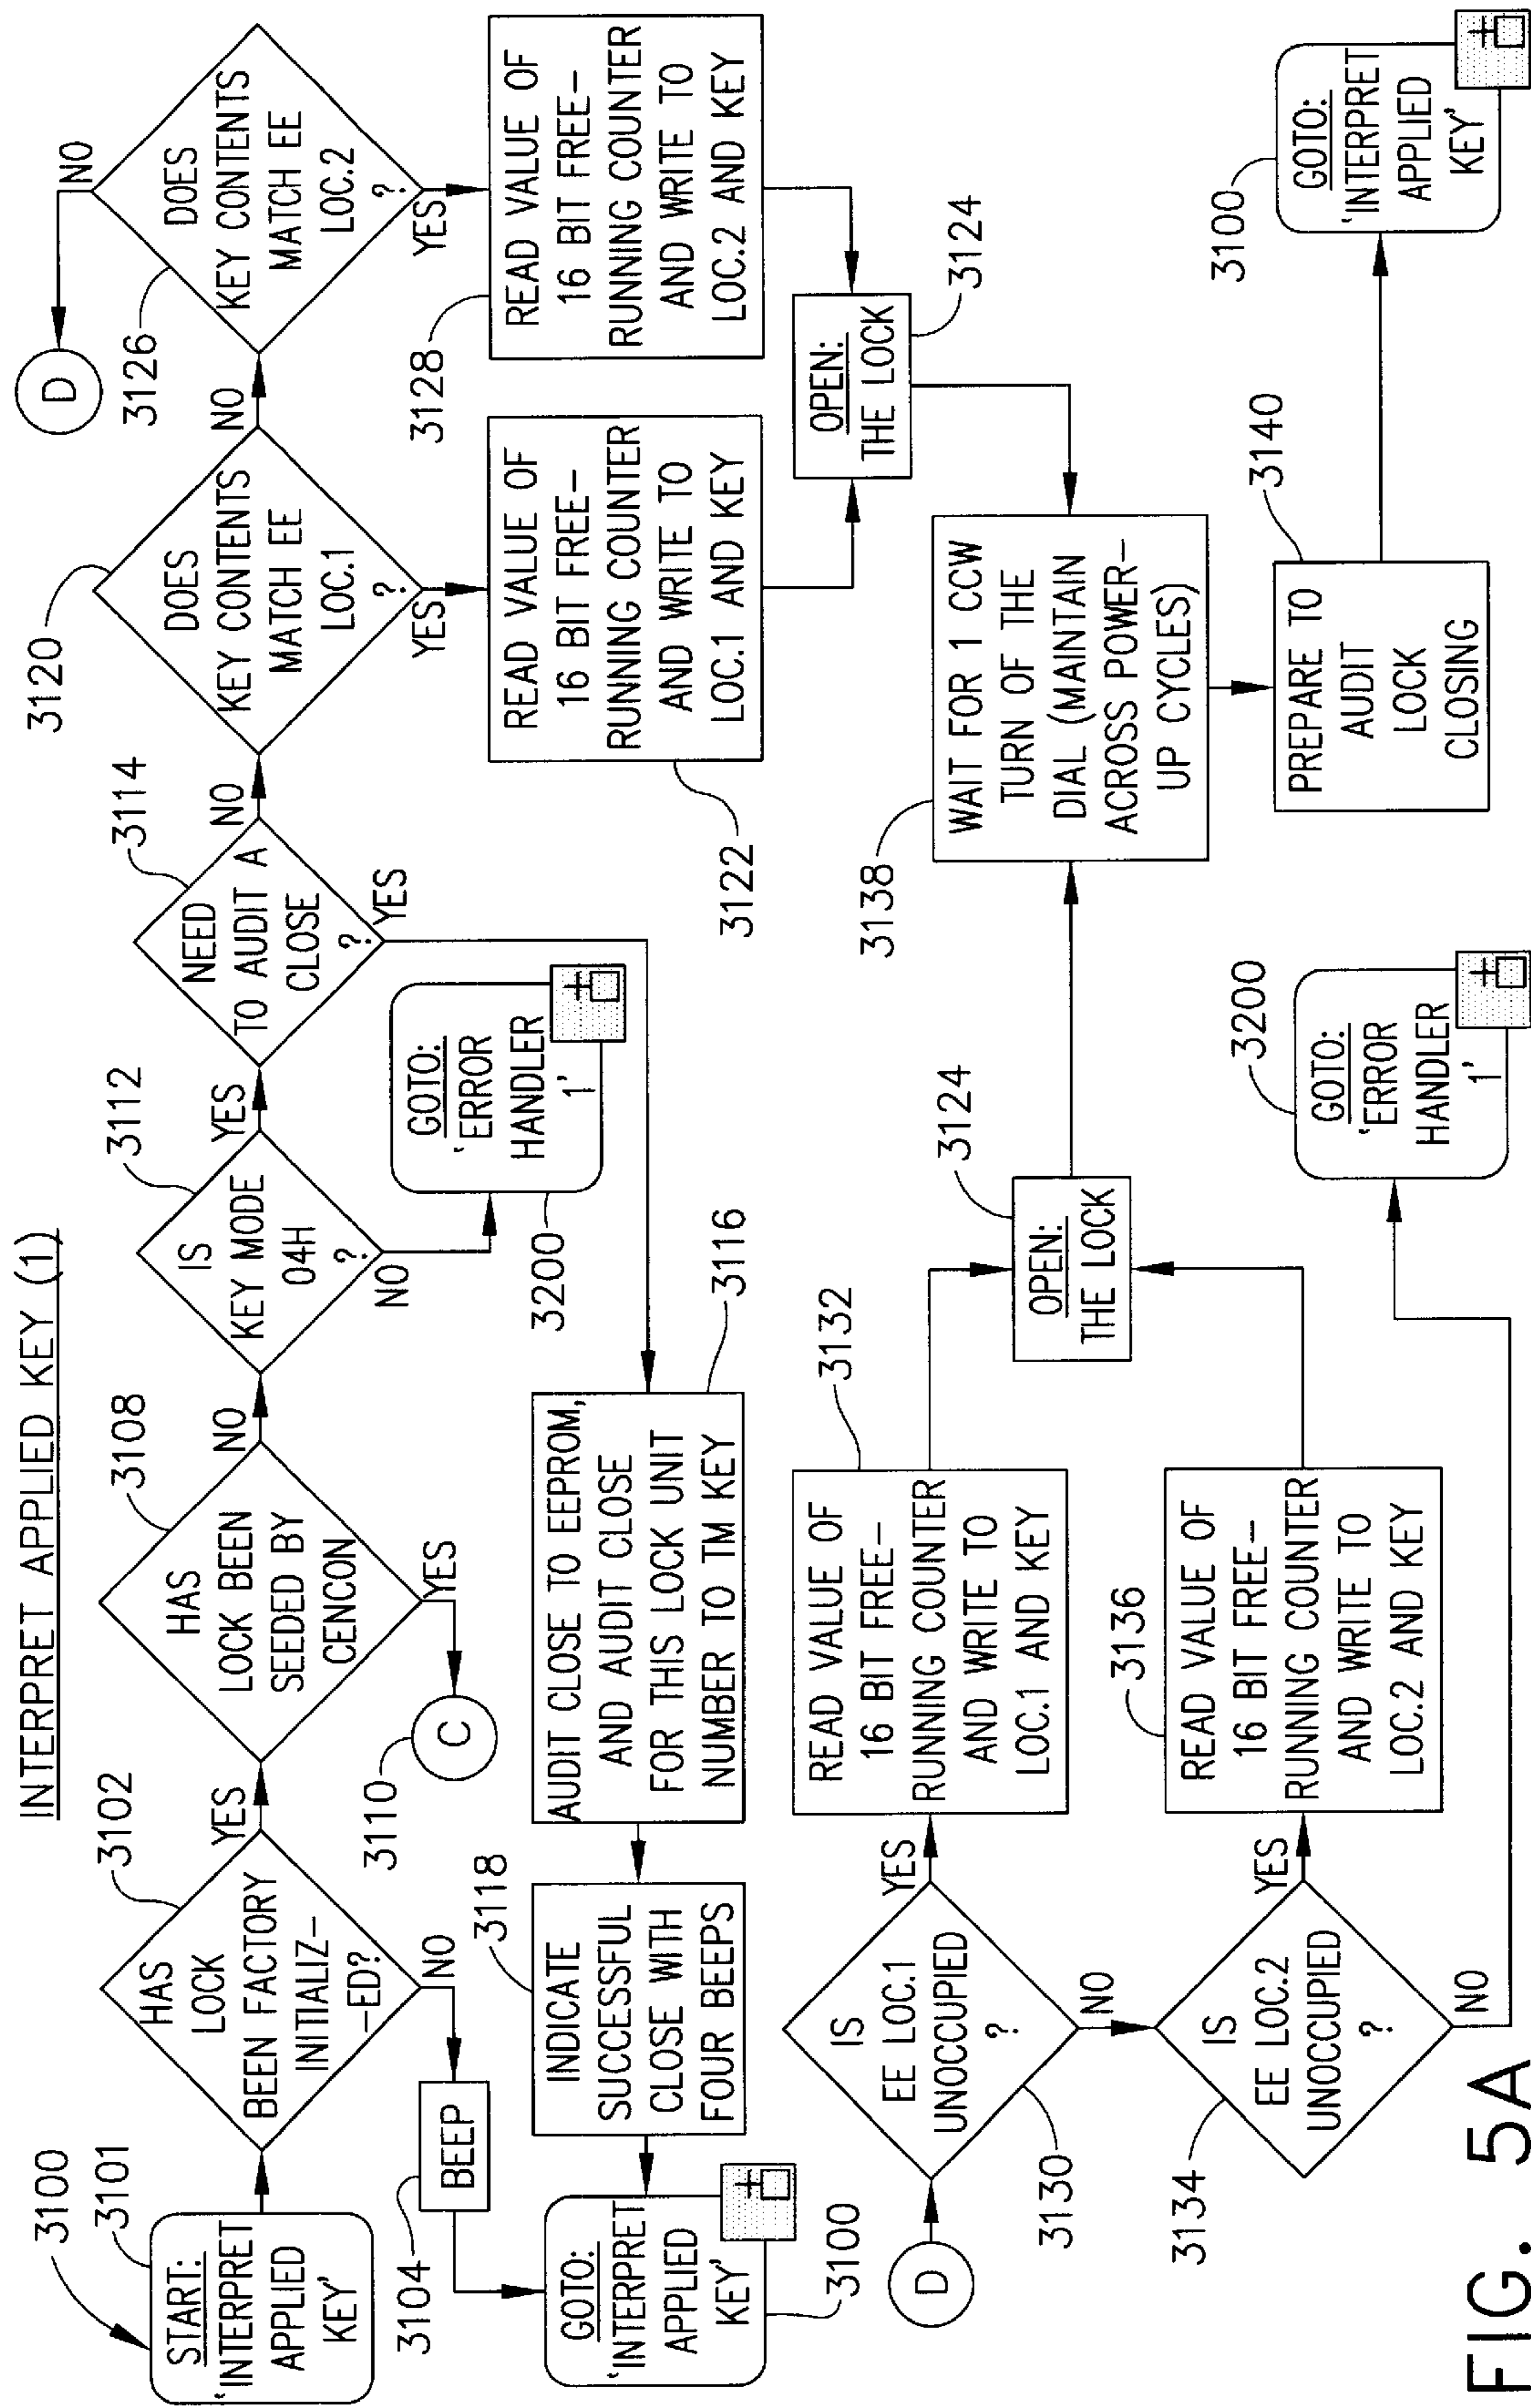 INTERPRET APPLIED KEY (1)
3100
3101
START:
'INTERPRET
APPLIED
KEY'
3102
HAS
LOCK
BEEN FACTORY
INITIALIZ-
-ED?
YES
NO
3104
BEEP
GOTO:
'INTERPRET
APPLIED
KEY'
3100
3108
HAS
LOCK BEEN
SEEDED BY
CENCON
NO
YES
3110
C
3112
IS
KEY MODE
04H
?
YES
NO
GOTO:
'ERROR
HANDLER
1'
3200
3114
NEED
TO AUDIT A
CLOSE
?
NO
YES
3116
AUDIT CLOSE TO EEPROM,
AND AUDIT CLOSE
FOR THIS LOCK UNIT
NUMBER TO TM KEY
3118
INDICATE
SUCCESSFUL
CLOSE WITH
FOUR BEEPS
3120
DOES
KEY CONTENTS
MATCH EE
LOC.1
?
NO
YES
READ VALUE OF
16 BIT FREE-
RUNNING COUNTER
AND WRITE TO
LOC.1 AND KEY
3122
3126
DOES
KEY CONTENTS
MATCH EE
LOC.2
?
NO
D
YES
3128
READ VALUE OF
16 BIT FREE-
RUNNING COUNTER
AND WRITE TO
LOC.2 AND KEY
OPEN:
THE LOCK
3124
D
3130
IS
EE LOC.1
UNOCCUPIED
?
YES
NO
3132
READ VALUE OF
16 BIT FREE-
RUNNING COUNTER
AND WRITE TO
LOC.1 AND KEY
3134
IS
EE LOC.2
UNOCCUPIED
?
YES
NO
3136
READ VALUE OF
16 BIT FREE-
RUNNING COUNTER
AND WRITE TO
LOC.2 AND KEY
3124
OPEN:
THE LOCK
3200
GOTO:
'ERROR
HANDLER
1'
3138
WAIT FOR 1 CCW
TURN OF THE
DIAL (MAINTAIN
ACROSS POWER-
UP CYCLES)
3140
PREPARE TO
AUDIT
LOCK
CLOSING
3100
GOTO:
'INTERPRET
APPLIED
KEY'
FIG. 5A